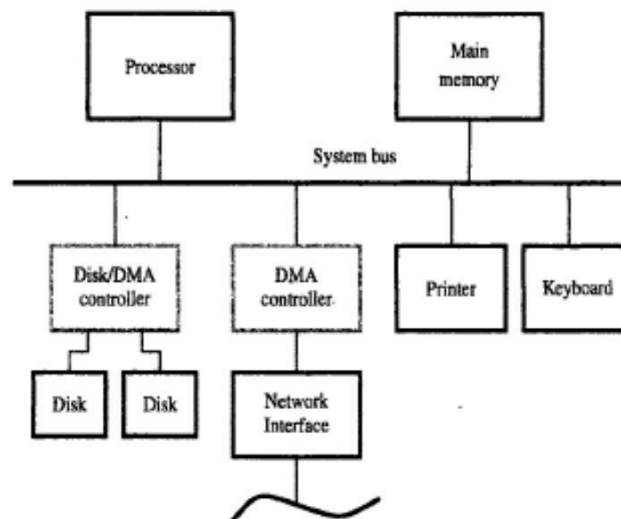 Processor
Main
memory
System bus
Disk/DMA
controller
DMA
controller
Printer
Keyboard
Disk
Disk
Network
Interface